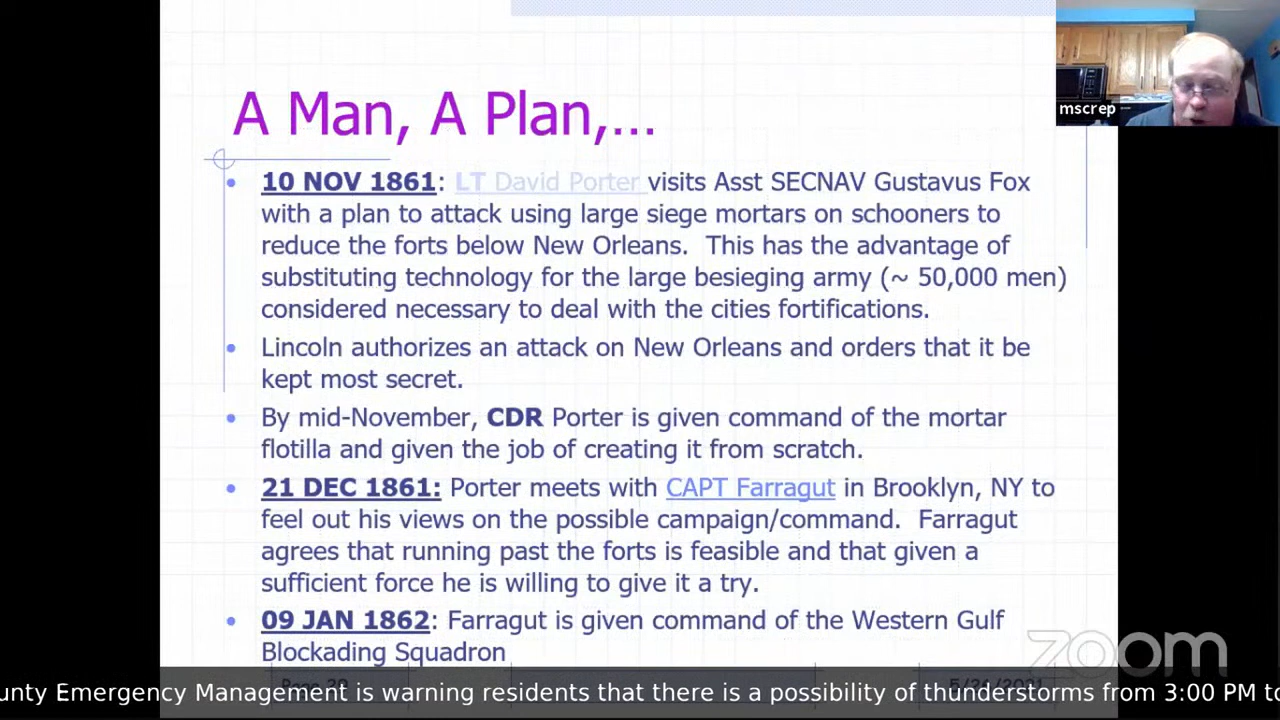 A Man, A Plan,...
mscrep
• 10 NOV 1861: LT David Porter visits Asst SECNAV Gustavus Fox
with a plan to attack using large siege mortars on schooners to
reduce the forts below New Orleans. This has the advantage of
substituting technology for the large besieging army (~ 50,000 men)
considered necessary to deal with the cities fortifications.
• Lincoln authorizes an attack on New Orleans and orders that it be
kept most secret.
• By mid-November, CDR Porter is given command of the mortar
flotilla and given the job of creating it from scratch.
• 21 DEC 1861: Porter meets with CAPT Farragut in Brooklyn, NY to
feel out his views on the possible campaign/command. Farragut
agrees that running past the forts is feasible and that given a
sufficient force he is willing to give it a try.
• 09 JAN 1862: Farragut is given command of the Western Gulf
Blockading Squadron
zoom
unty Emergency Management is warning residents that there is a possibility of thunderstorms from 3:00 PM to